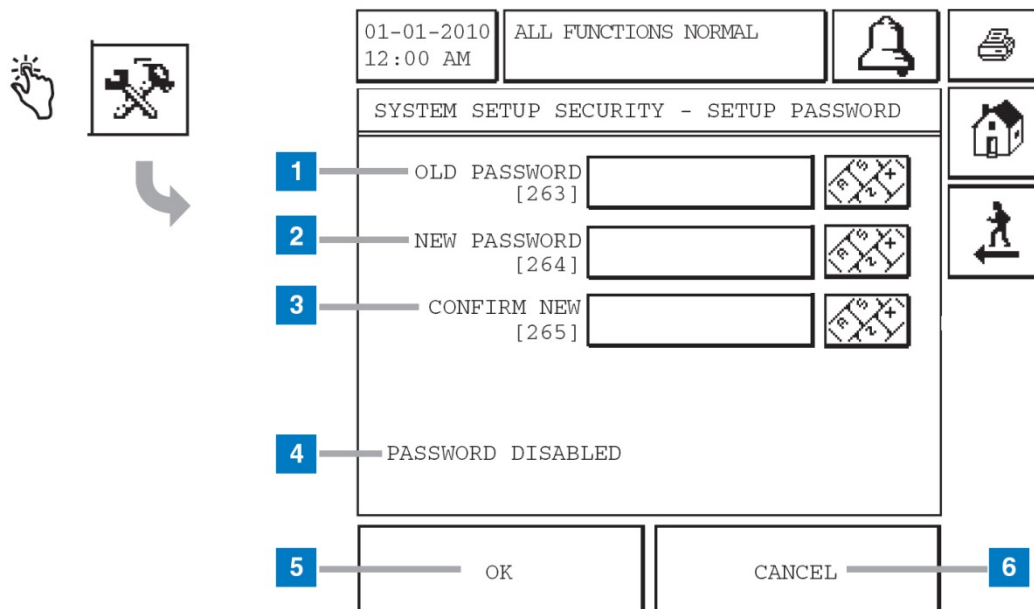 01-01-2010
12:00 AM
ALL FUNCTIONS NORMAL
SYSTEM SETUP SECURITY - SETUP PASSWORD
1
OLD PASSWORD
[263]
A S Z +
2
NEW PASSWORD
[264]
A S Z +
3
CONFIRM NEW
[265]
A S Z +
4
PASSWORD DISABLED
5
OK
CANCEL
6